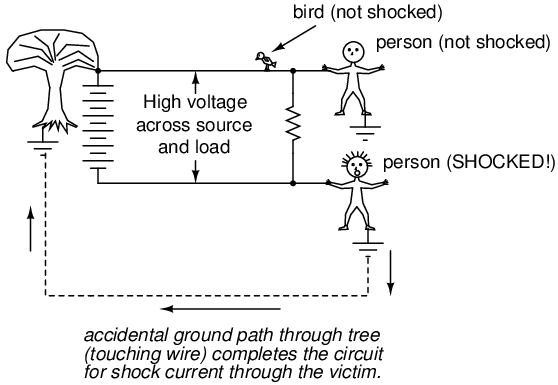 bird (not shocked)
person (not shocked)
High voltage
across source
and load
person (SHOCKED!)
accidental ground path through tree
(touching wire) completes the circuit
for shock current through the victim.